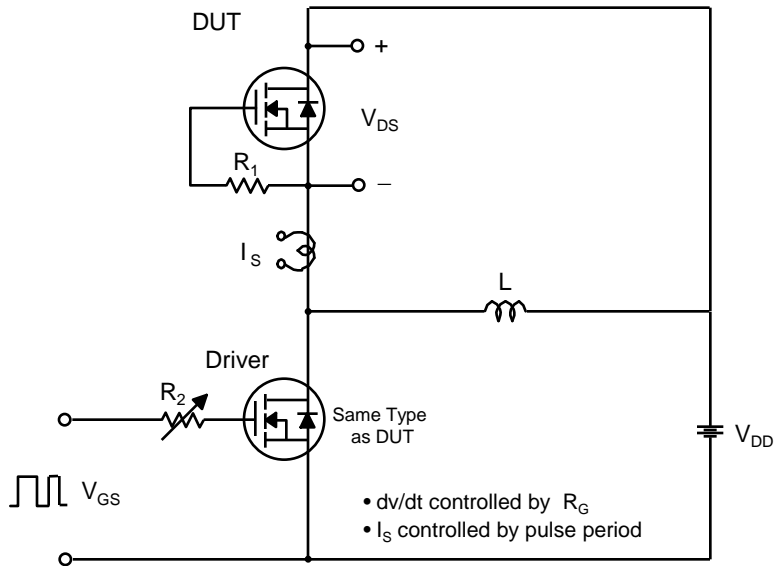 DUT
+
V_DS
R_1
−
I_S
L
Driver
R_2
Same Type
as DUT
V_DD
V_GS
• dv/dt controlled by R_G
• I_S controlled by pulse period